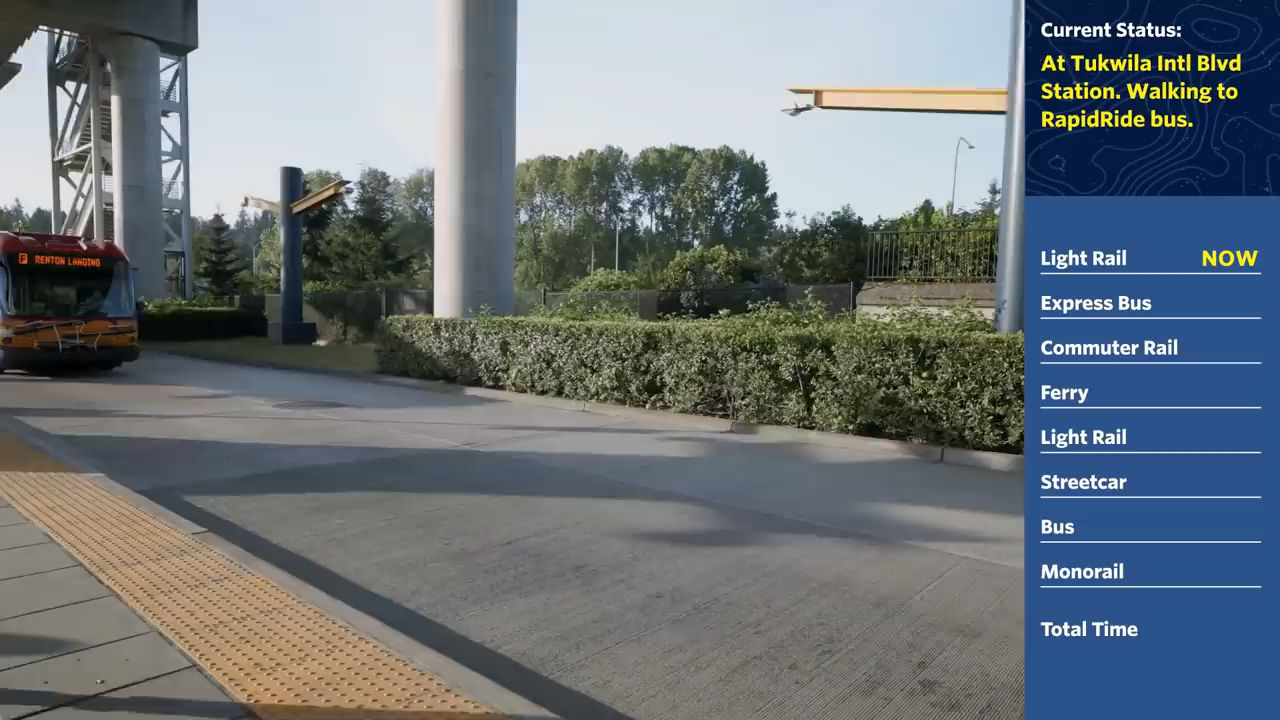 F RENTON LANDING
Current Status:
At Tukwila Intl Blvd
Station. Walking to
RapidRide bus.
Light Rail NOW
Express Bus
Commuter Rail
Ferry
Light Rail
Streetcar
Bus
Monorail
Total Time